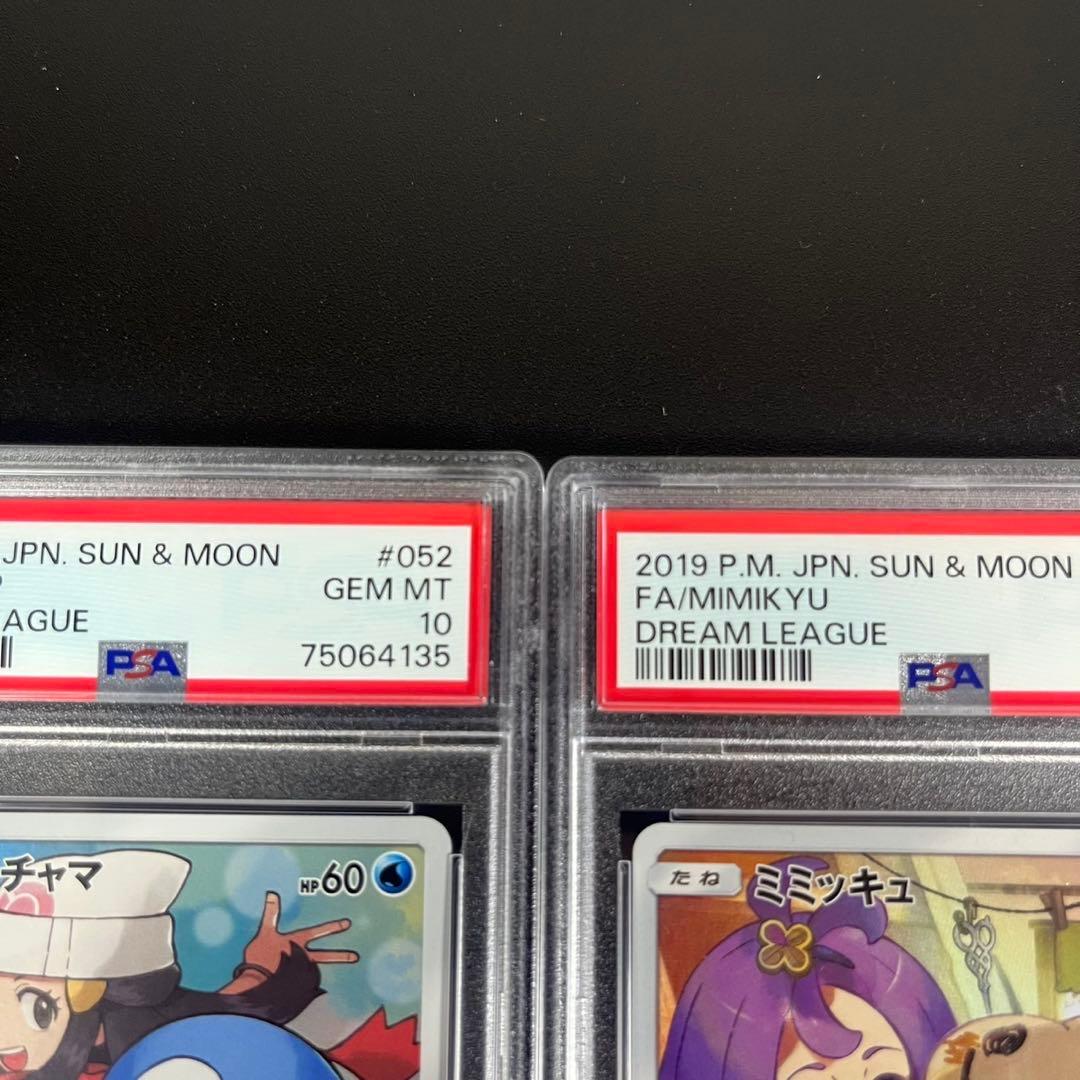 JPN. SUN & MOON #052
GEM MT
AGUE 10
75064135
PSA
チャマ
HP60
2019 P.M. JPN. SUN & MOON
FA/MIMIKYU
DREAM LEAGUE
PSA
たね ミミッキュ